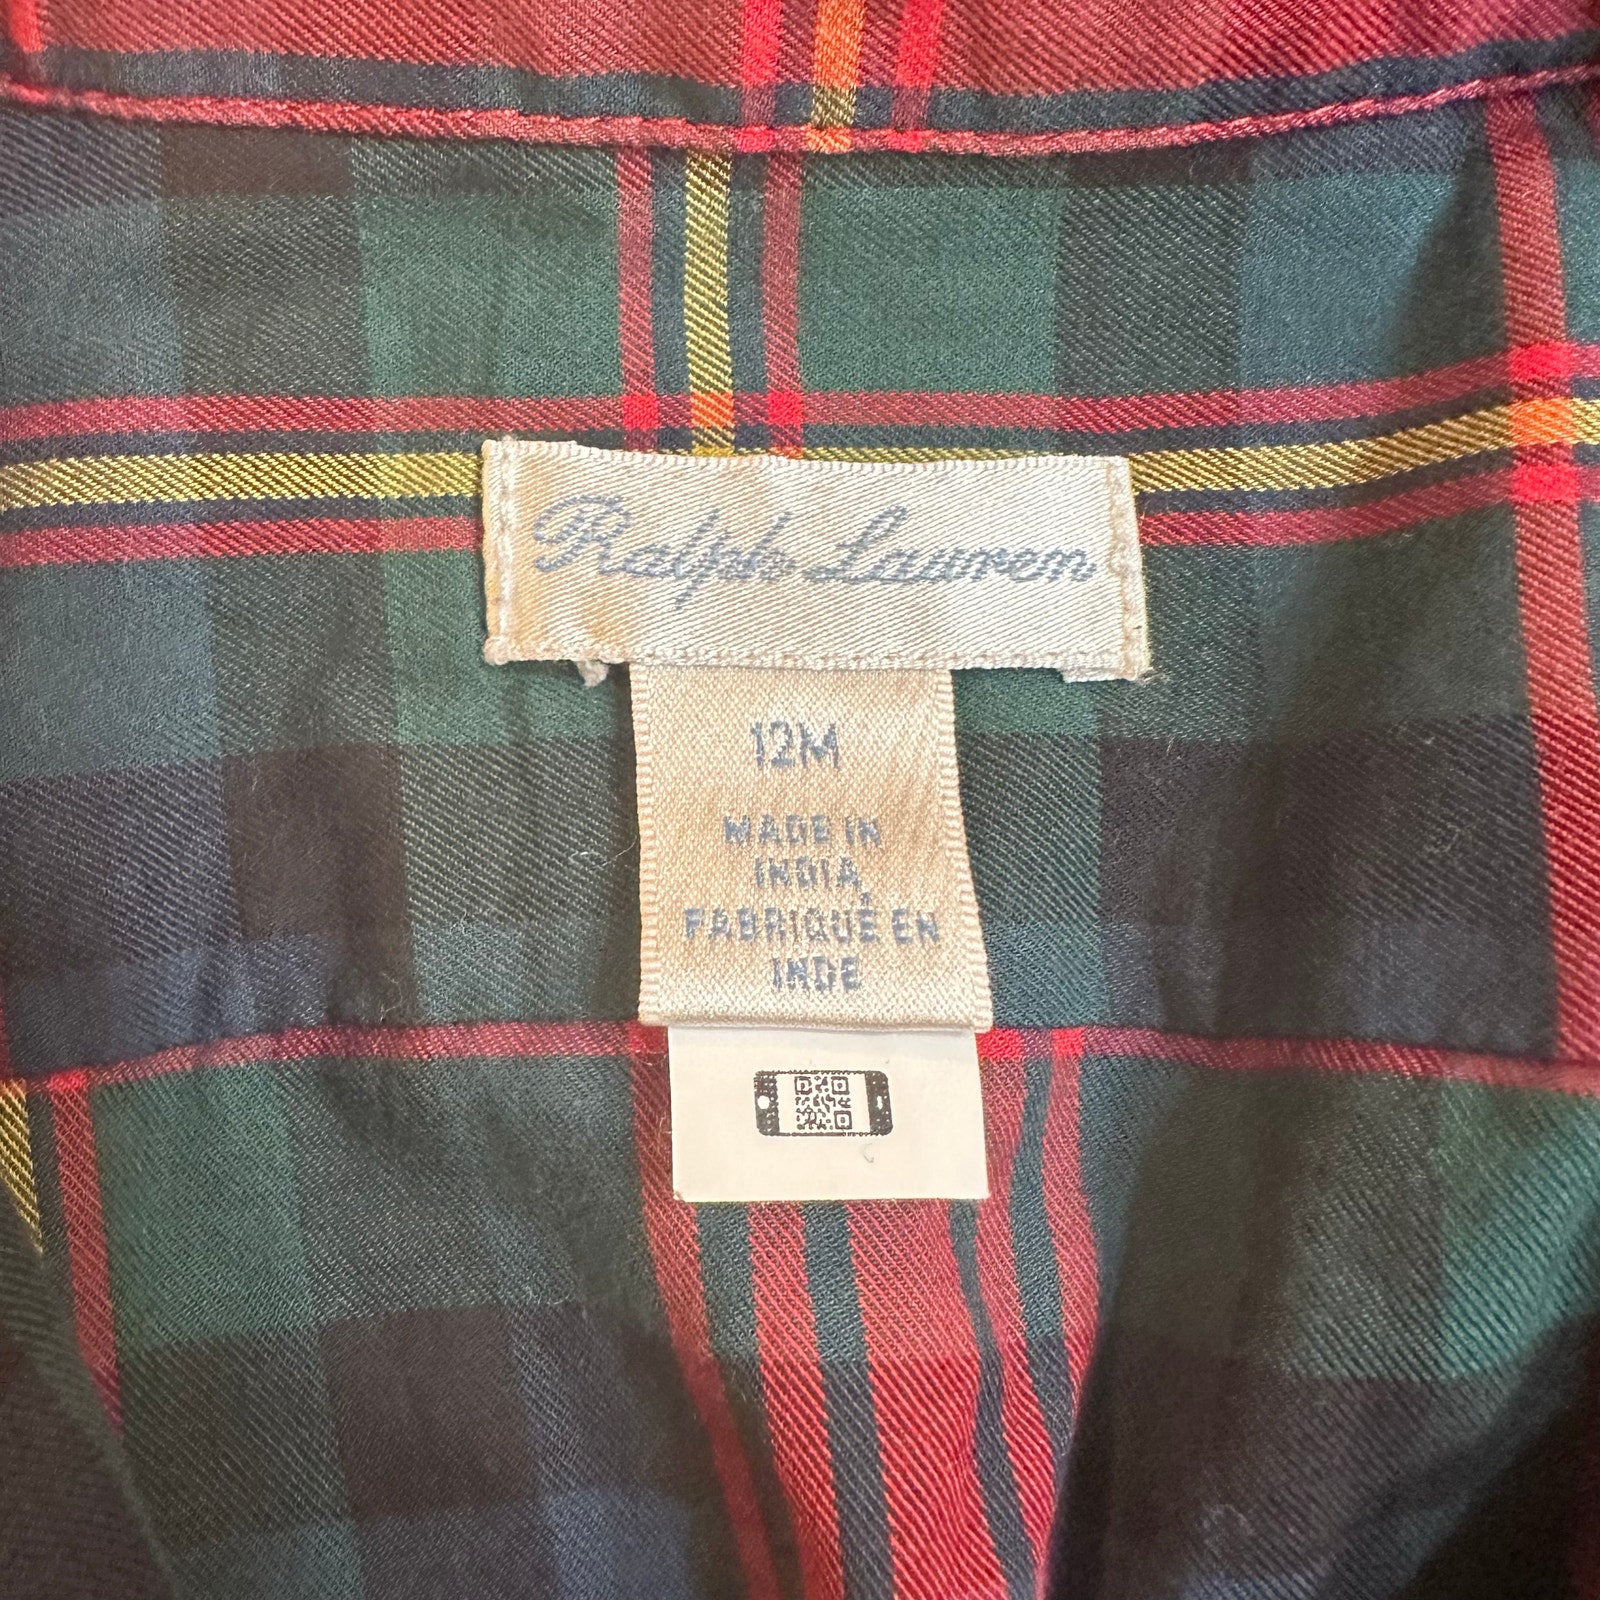 Ralph Lauren
12M
MADE IN
INDIA
FABRIQUÉ EN
INDE